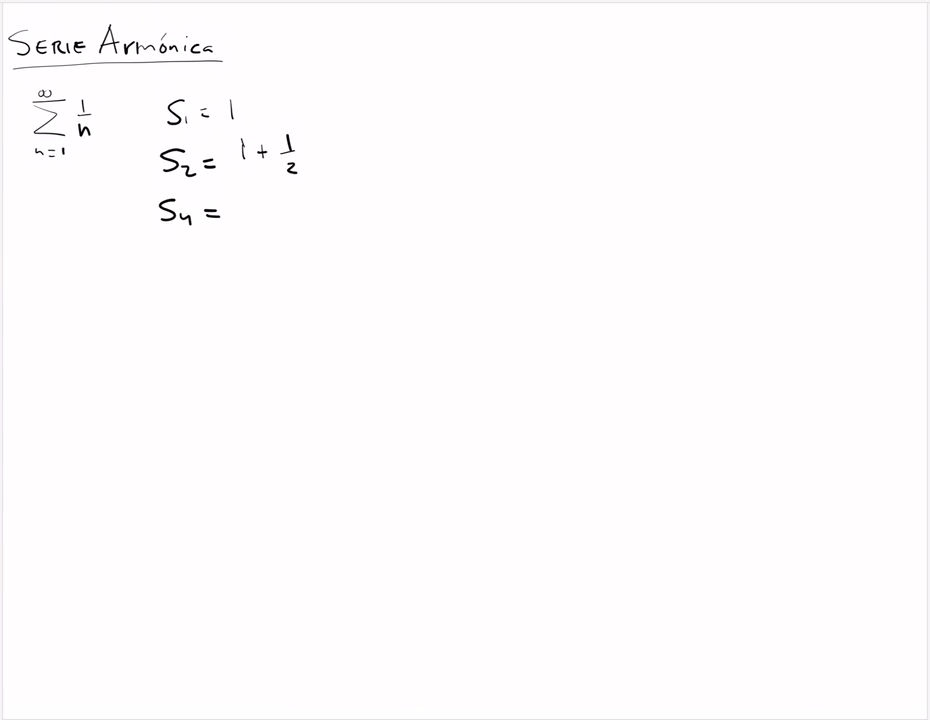 SERIE Armónica
∞
∑ 1/n
n=1
S₁ = 1
S₂ = 1 + 1/2
S₄ =